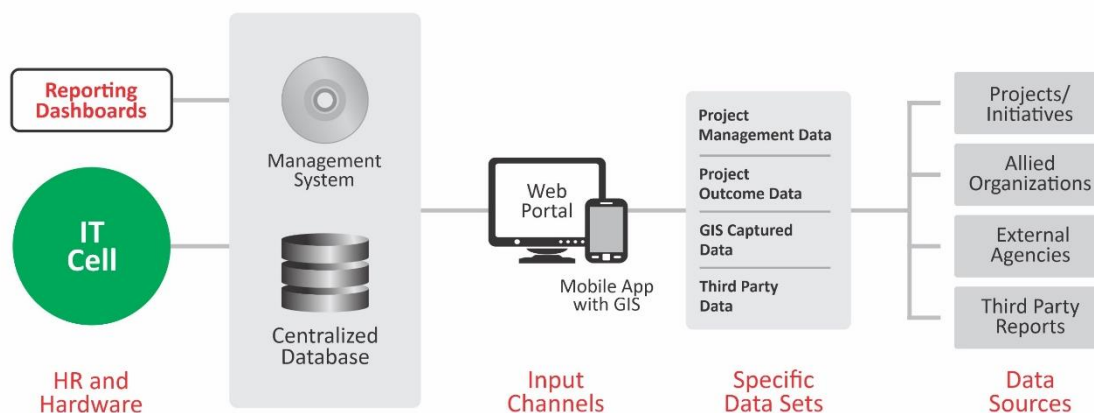 Reporting
Dashboards
IT
Cell
HR and
Hardware
Management
System
Centralized
Database
Web
Portal
Mobile App
with GIS
Input
Channels
Project
Management Data
Project
Outcome Data
GIS Captured
Data
Third Party
Data
Specific
Data Sets
Projects/
Initiatives
Allied
Organizations
External
Agencies
Third Party
Reports
Data
Sources